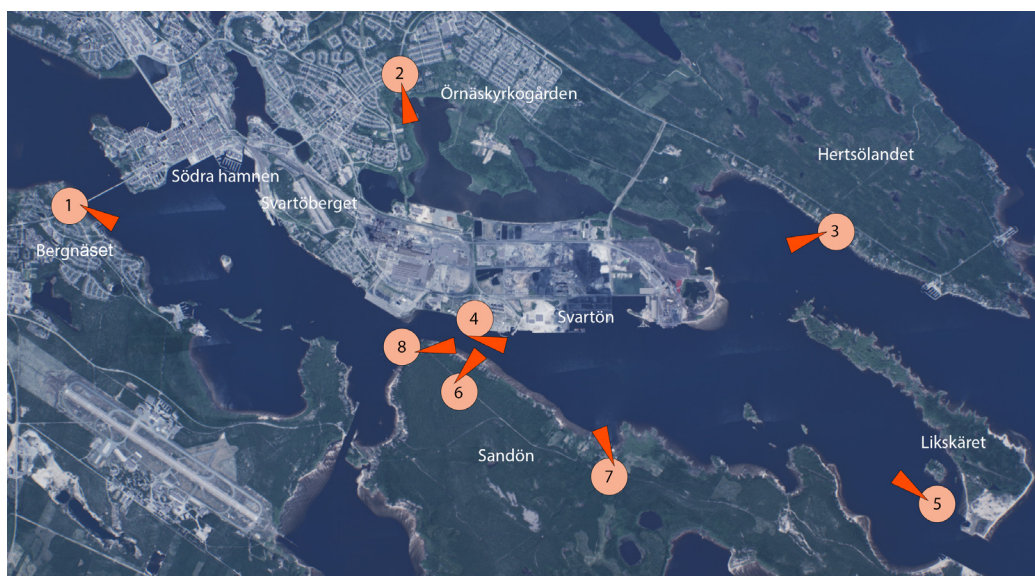 2
Örnäskyrkogården
Hertsölandet
Södra hamnen
Svartöberget
1
3
Bergnäset
4
Svartön
8
6
Likskäret
Sandön
7
5